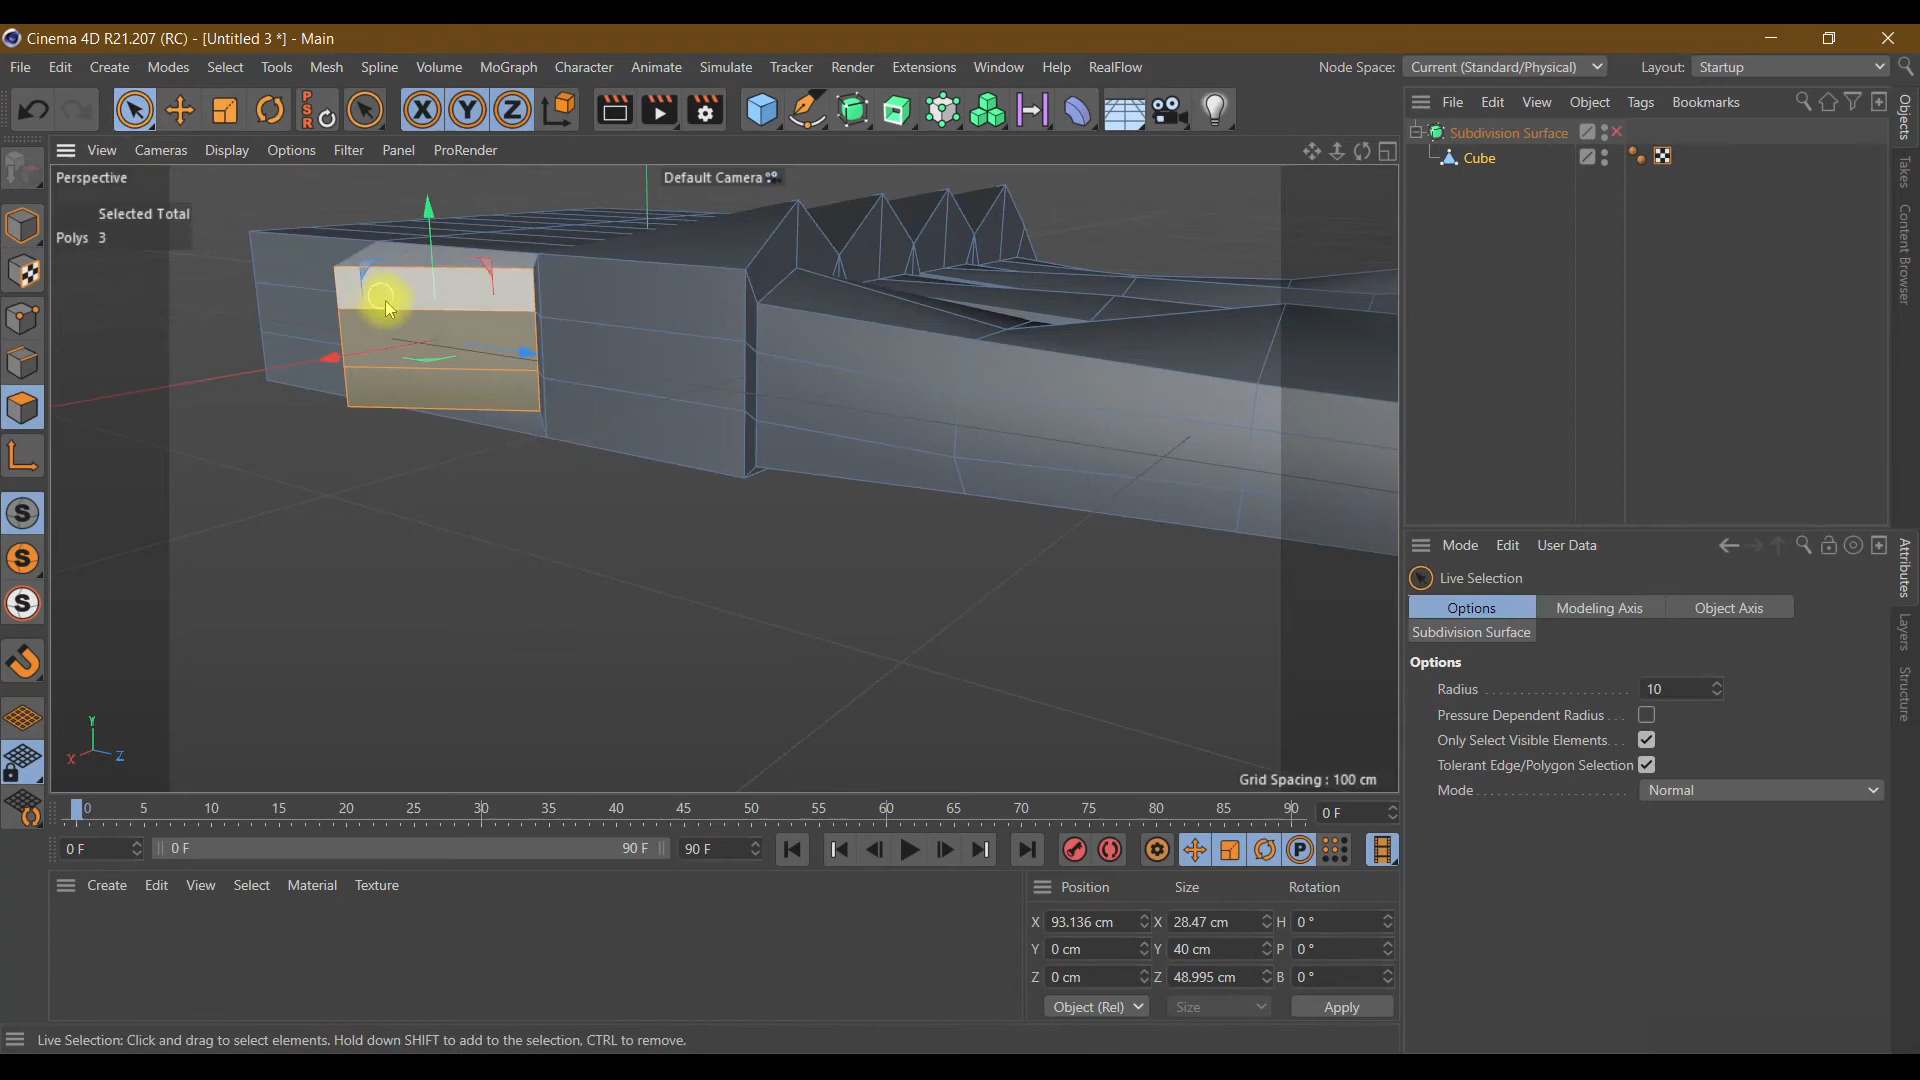 Cinema 4D R21.207 (RC) - [Untitled 3 *] - Main
File Edit Create Modes Select Tools Mesh Spline Volume MoGraph Character Animate Simulate Tracker Render Extensions Window Help RealFlow Node Space: Current (Standard/Physical) Layout: Startup
PSR X Y Z
File Edit View Object Tags Bookmarks
Objects
Takes
Content Browser
Subdivision Surface
Cube
View Cameras Display Options Filter Panel ProRender
Perspective
Default Camera
Selected Total
Polys 3
Y
X
Z
Grid Spacing : 100 cm
S
S
S
Mode Edit User Data
Attributes
Layers
Structure
Live Selection
Options Modeling Axis Object Axis
Subdivision Surface
Options
Radius 10
Pressure Dependent Radius
Only Select Visible Elements
Tolerant Edge/Polygon Selection
Mode Normal
0 5 10 15 20 25 30 35 40 45 50 55 60 65 70 75 80 85 90 0 F
0 F 0 F 90 F 90 F P
Create Edit View Select Material Texture
Position Size Rotation
X 93.136 cm X 28.47 cm H 0 °
Y 0 cm Y 40 cm P 0 °
Z 0 cm Z 48.995 cm B 0 °
Object (Rel) Size Apply
Live Selection: Click and drag to select elements. Hold down SHIFT to add to the selection, CTRL to remove.